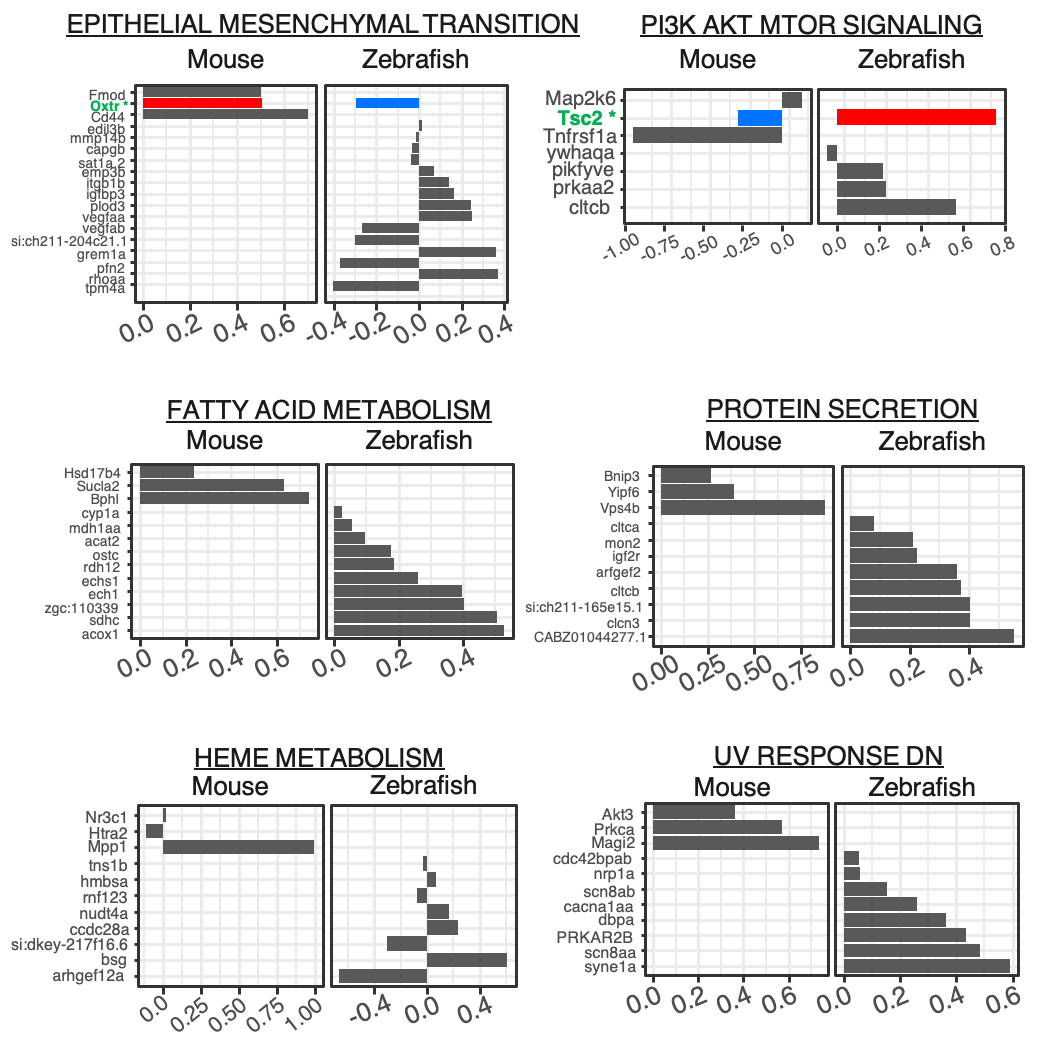 EPITHELIAL MESENCHYMAL TRANSITION
Mouse
Zebrafish
Fmod
Oxtr *
Cd44
edil3b
mmp14b
capgb
sat1a.2
emp3b
itgb1b
igfbp3
plod3
vegfaa
vegfab
si:ch211-204c21.1
grem1a
pfn2
rhoaa
tpm4a
0.0 0.2 0.4 0.6
-0.4 -0.2 0.0 0.2 0.4
PI3K AKT MTOR SIGNALING
Mouse
Zebrafish
Map2k6
Tsc2 *
Tnfrsf1a
ywhaqa
pikfyve
prkaa2
cltcb
-1.00 -0.75 -0.50 -0.25 0.0
0.0 0.2 0.4 0.6 0.8
FATTY ACID METABOLISM
Mouse
Zebrafish
Hsd17b4
Sucla2
Bphl
cyp1a
mdh1aa
acat2
ostc
rdh12
echs1
ech1
zgc:110339
sdhc
acox1
0.0 0.2 0.4 0.6
0.0 0.2 0.4
PROTEIN SECRETION
Mouse
Zebrafish
Bnip3
Yipf6
Vps4b
cltca
mon2
igf2r
arfgef2
cltcb
si:ch211-165e15.1
clcn3
CABZ01044277.1
0.00 0.25 0.50 0.75
0.0 0.2 0.4
HEME METABOLISM
Mouse
Zebrafish
Nr3c1
Htra2
Mpp1
tns1b
hmbsa
rnf123
nudt4a
ccdc28a
si:dkey-217f16.6
bsg
arhgef12a
0.0 0.25 0.50 0.75 1.00
-0.4 0.0 0.4
UV RESPONSE DN
Mouse
Zebrafish
Akt3
Prkca
Magi2
cdc42bpab
nrp1a
scn8ab
cacna1aa
dbpa
PRKAR2B
scn8aa
syne1a
0.0 0.2 0.4 0.6
0.0 0.2 0.4 0.6